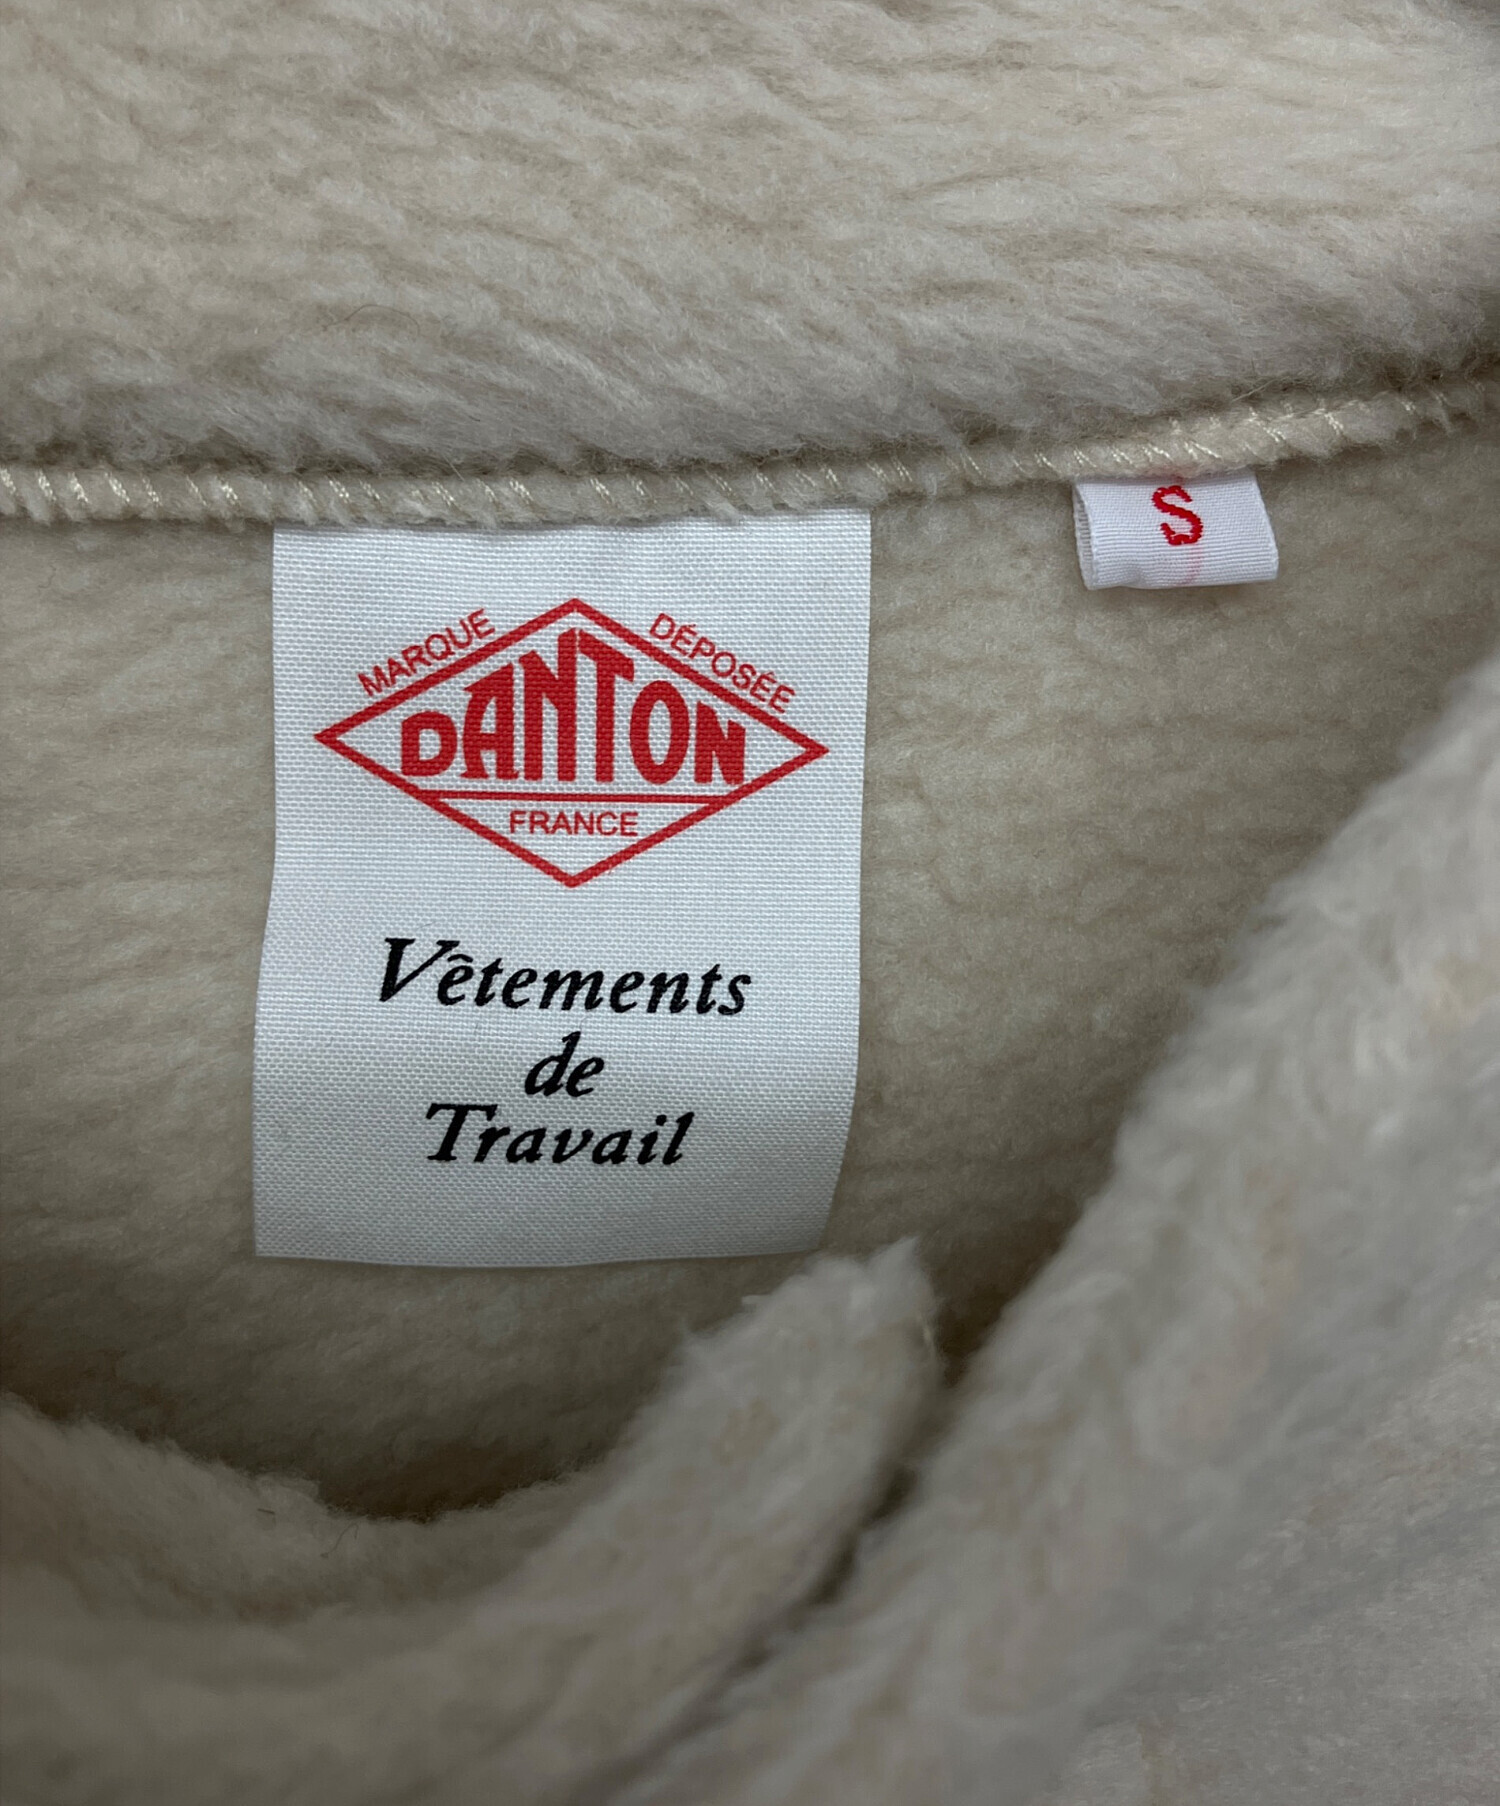 S
MARQUE DÉPOSÉE
DANTON
FRANCE
Vêtements
de
Travail